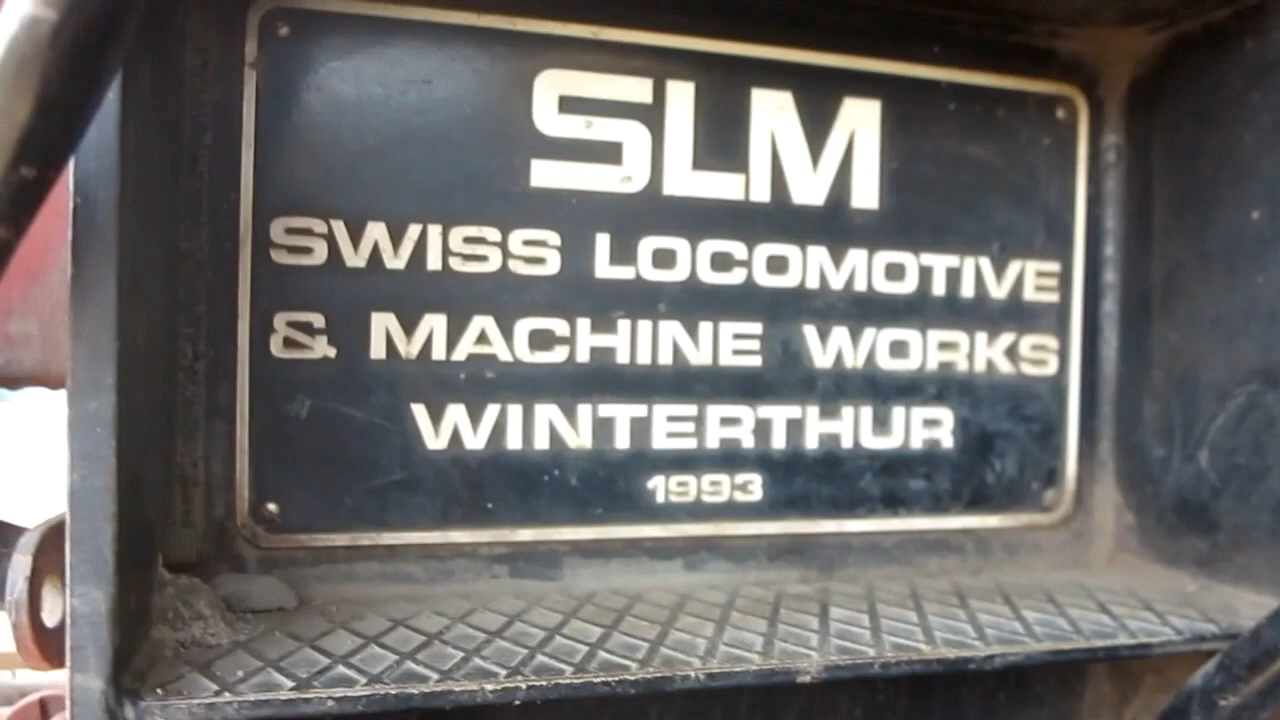 SLM
SWISS LOCOMOTIVE
& MACHINE WORKS
WINTERTHUR
1993